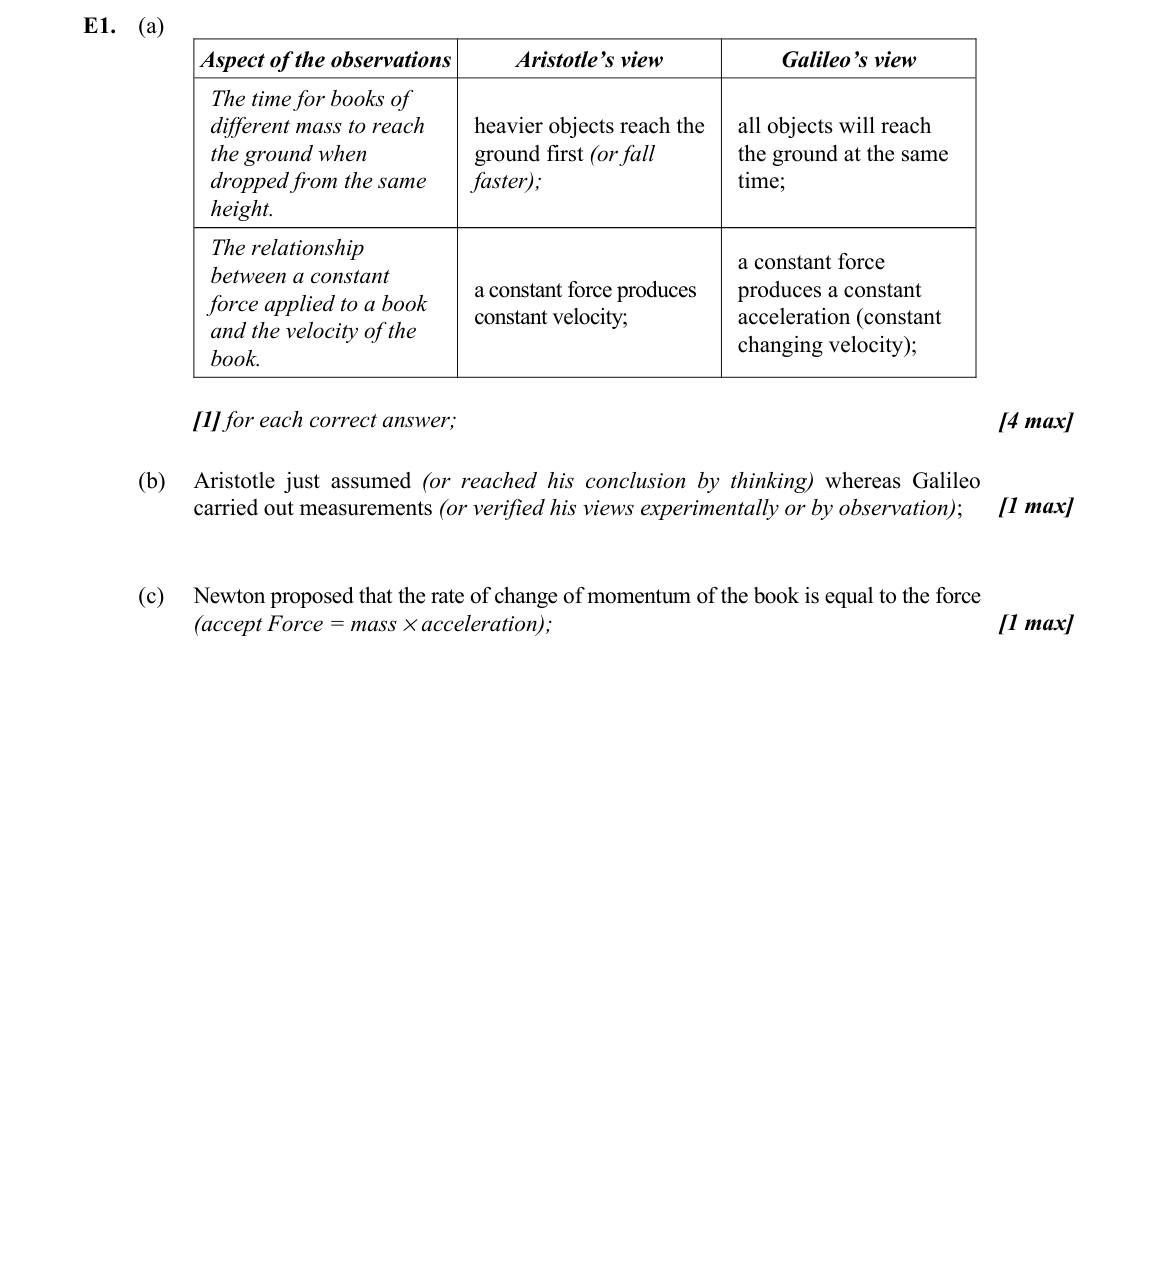 E1. (a)
Aspect of the observations Aristotle's view Galileo's view
The time for books of
different mass to reach
the ground when
dropped from the same
height.
heavier objects reach the
ground first (or fall
faster);
all objects will reach
the ground at the same
time;
The relationship
between a constant
force applied to a book
and the velocity of the
book.
a constant force produces
constant velocity;
a constant force
produces a constant
acceleration (constant
changing velocity);
[1] for each correct answer; [4 max]
(b) Aristotle just assumed (or reached his conclusion by thinking) whereas Galileo
carried out measurements (or verified his views experimentally or by observation); [1 max]
(c) Newton proposed that the rate of change of momentum of the book is equal to the force
(accept Force = mass × acceleration); [1 max]